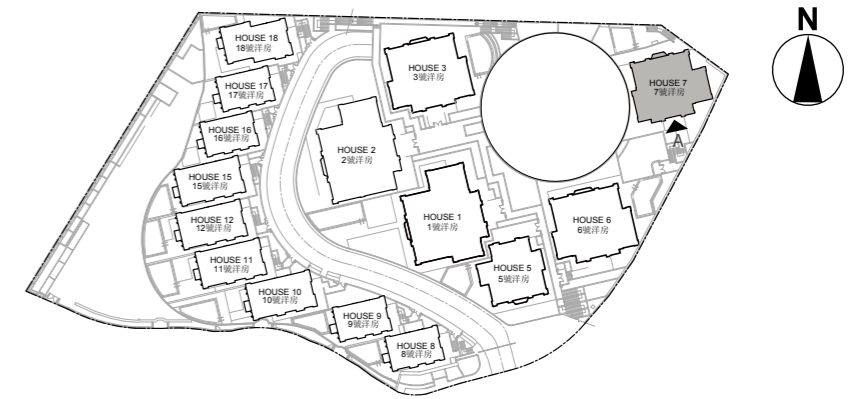 N
HOUSE 18
18號洋房
HOUSE 17
17號洋房
HOUSE 16
16號洋房
HOUSE 15
15號洋房
HOUSE 12
12號洋房
HOUSE 11
11號洋房
HOUSE 10
10號洋房
HOUSE 9
9號洋房
HOUSE 8
8號洋房
HOUSE 3
3號洋房
HOUSE 2
2號洋房
HOUSE 1
1號洋房
HOUSE 5
5號洋房
HOUSE 6
6號洋房
HOUSE 7
7號洋房
A